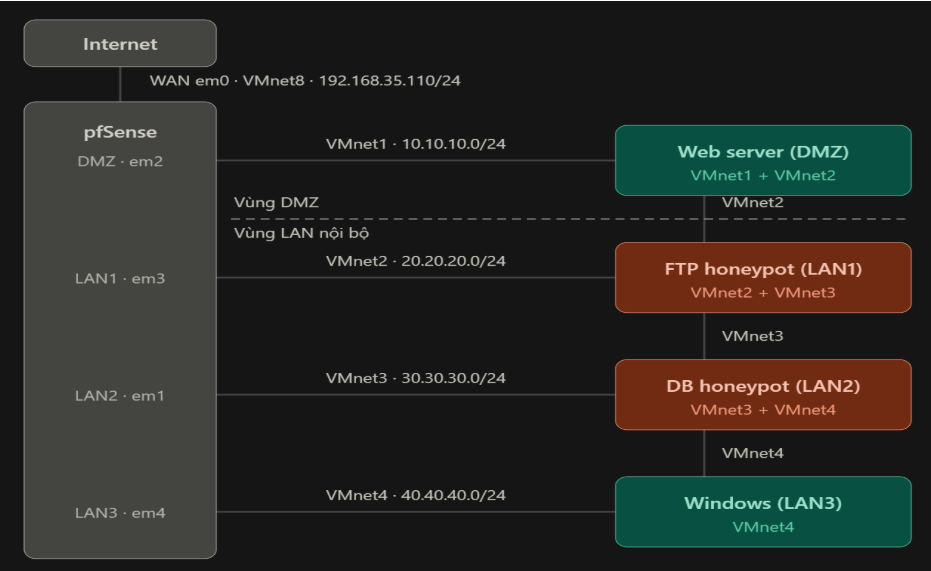 Internet
WAN em0 · VMnet8 · 192.168.35.110/24
pfSense
DMZ · em2
VMnet1 · 10.10.10.0/24
Web server (DMZ)
VMnet1 + VMnet2
Vùng DMZ
VMnet2
Vùng LAN nội bộ
LAN1 · em3
VMnet2 · 20.20.20.0/24
FTP honeypot (LAN1)
VMnet2 + VMnet3
VMnet3
LAN2 · em1
VMnet3 · 30.30.30.0/24
DB honeypot (LAN2)
VMnet3 + VMnet4
VMnet4
LAN3 · em4
VMnet4 · 40.40.40.0/24
Windows (LAN3)
VMnet4